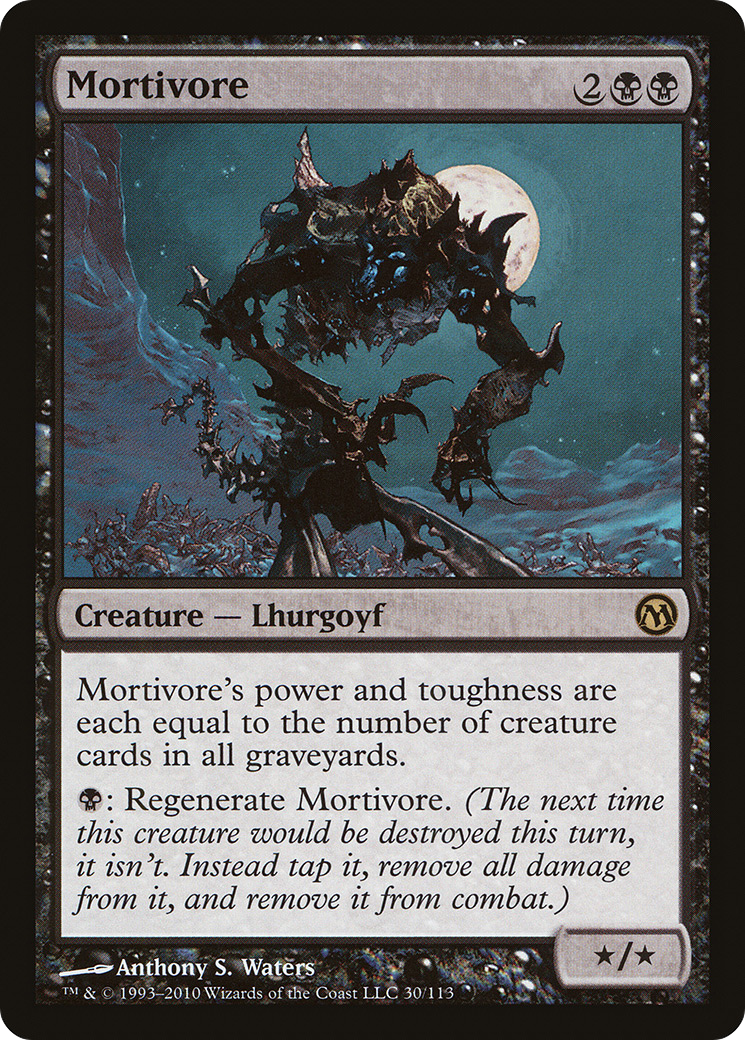 Mortivore 2
Creature — Lhurgoyf M
Mortivore's power and toughness are
each equal to the number of creature
cards in all graveyards.
: Regenerate Mortivore. (The next time
this creature would be destroyed this turn,
it isn't. Instead tap it, remove all damage
from it, and remove it from combat.)
★/★
Anthony S. Waters
™ & © 1993–2010 Wizards of the Coast LLC 30/113